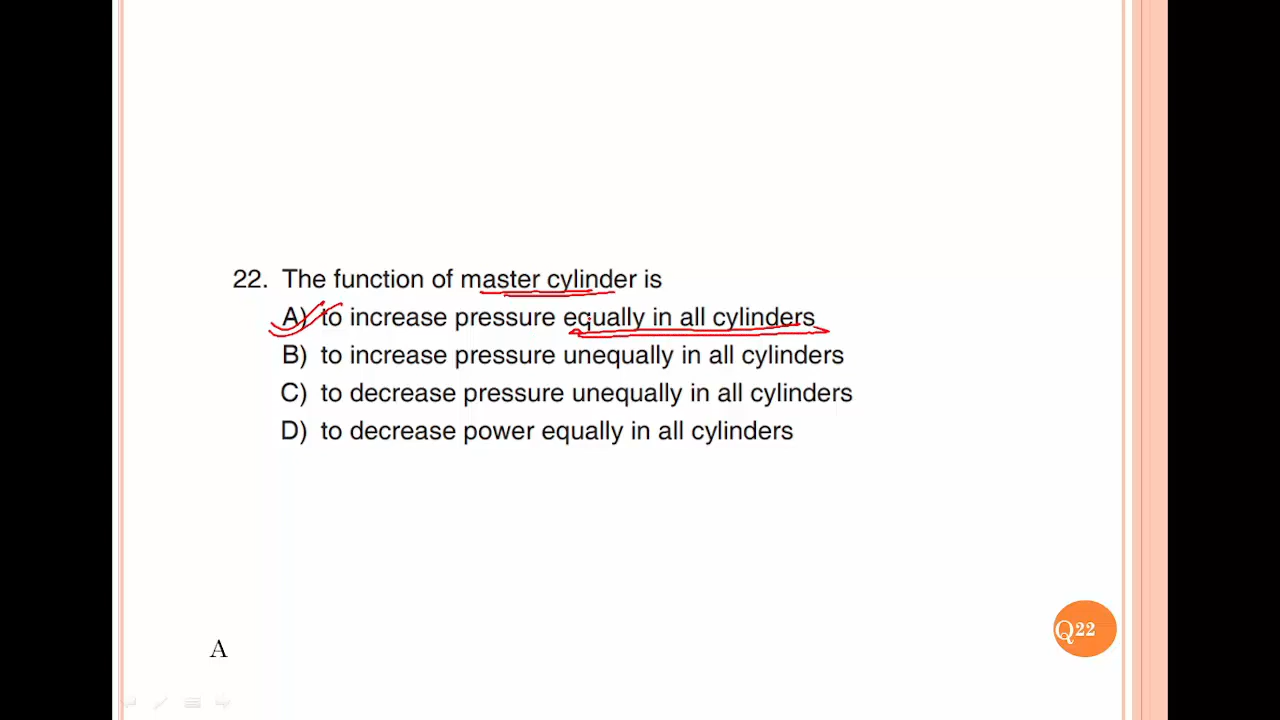 22. The function of master cylinder is
A) to increase pressure equally in all cylinders
B) to increase pressure unequally in all cylinders
C) to decrease pressure unequally in all cylinders
D) to decrease power equally in all cylinders
A
Q22